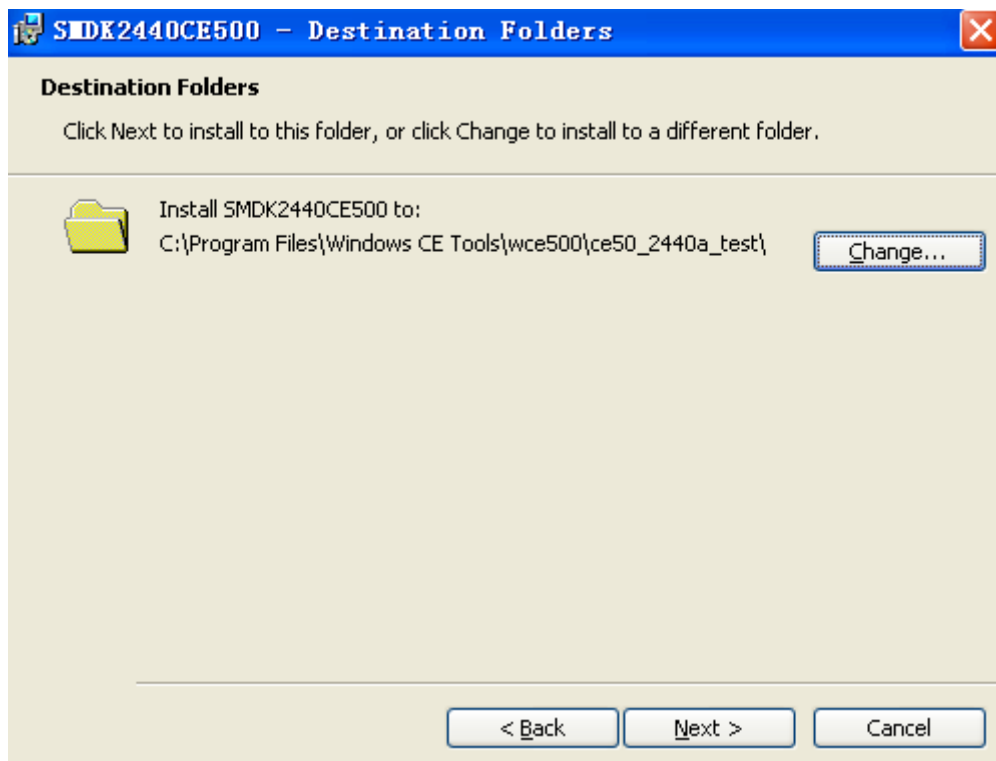 SMDK2440CE500 - Destination Folders
Destination Folders
Click Next to install to this folder, or click Change to install to a different folder.
Install SMDK2440CE500 to:
C:\Program Files\Windows CE Tools\wce500\ce50_2440a_test\
Change...
< Back
Next >
Cancel